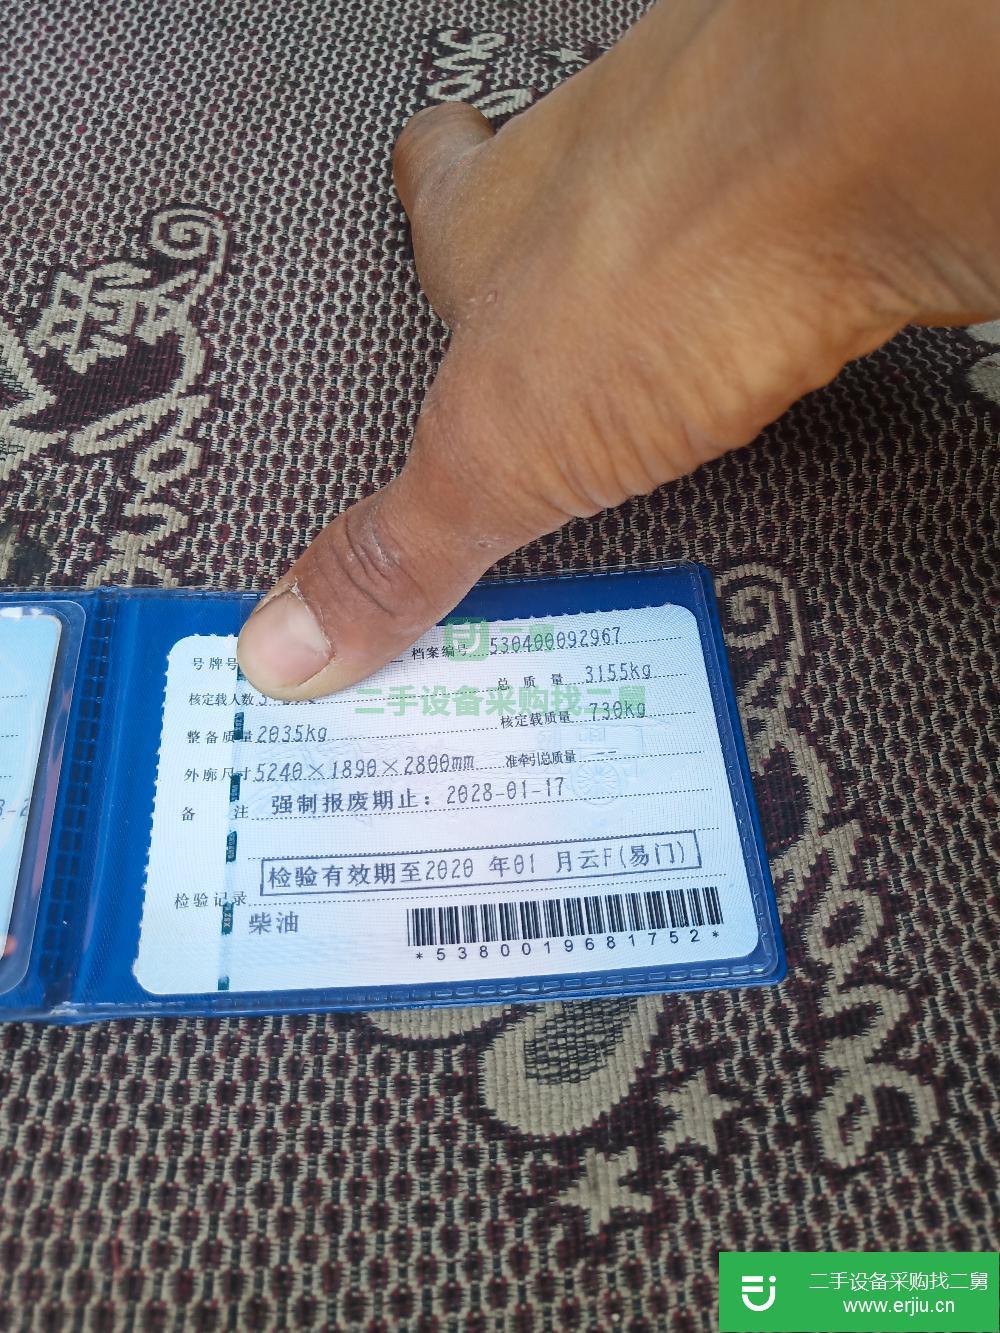 号牌号
档案编号 530400092967
核定载人数
总质量 3155kg
整备质量 2035kg
核定载质量 730kg
外廓尺寸 5240×1890×2800mm
准牵引总质量 --
备注 强制报废期止：2028-01-17
检验有效期至2020 年01 月云F(易门)
检验记录
柴油
*5380019681752*
二手设备采购找二舅
二手设备采购找二舅
www.erjiu.cn